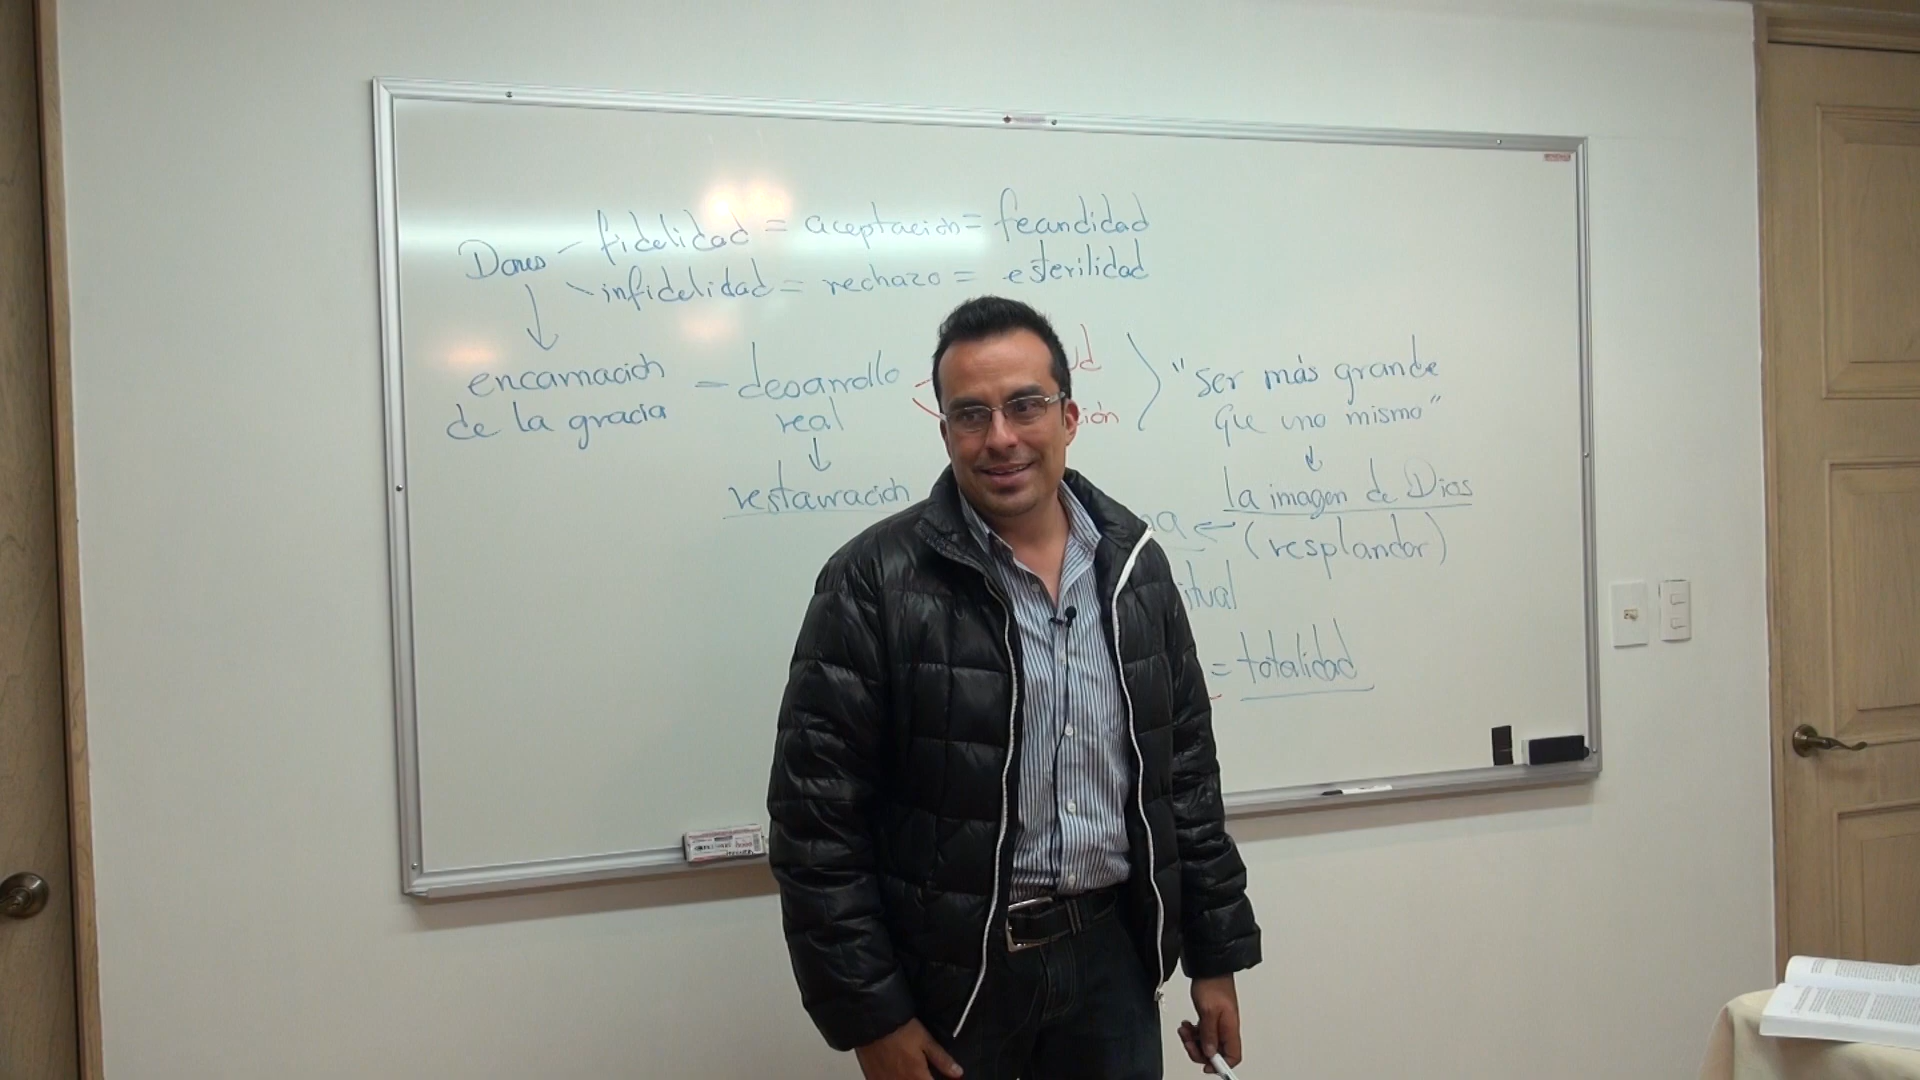 Dones – fidelidad = aceptación = fecundidad
infidelidad = rechazo = esterilidad
encarnación
de la gracia
– desarrollo
real
restauración
"ser más grande
que uno mismo"
la imagen de Dios
(resplandor)
= totalidad